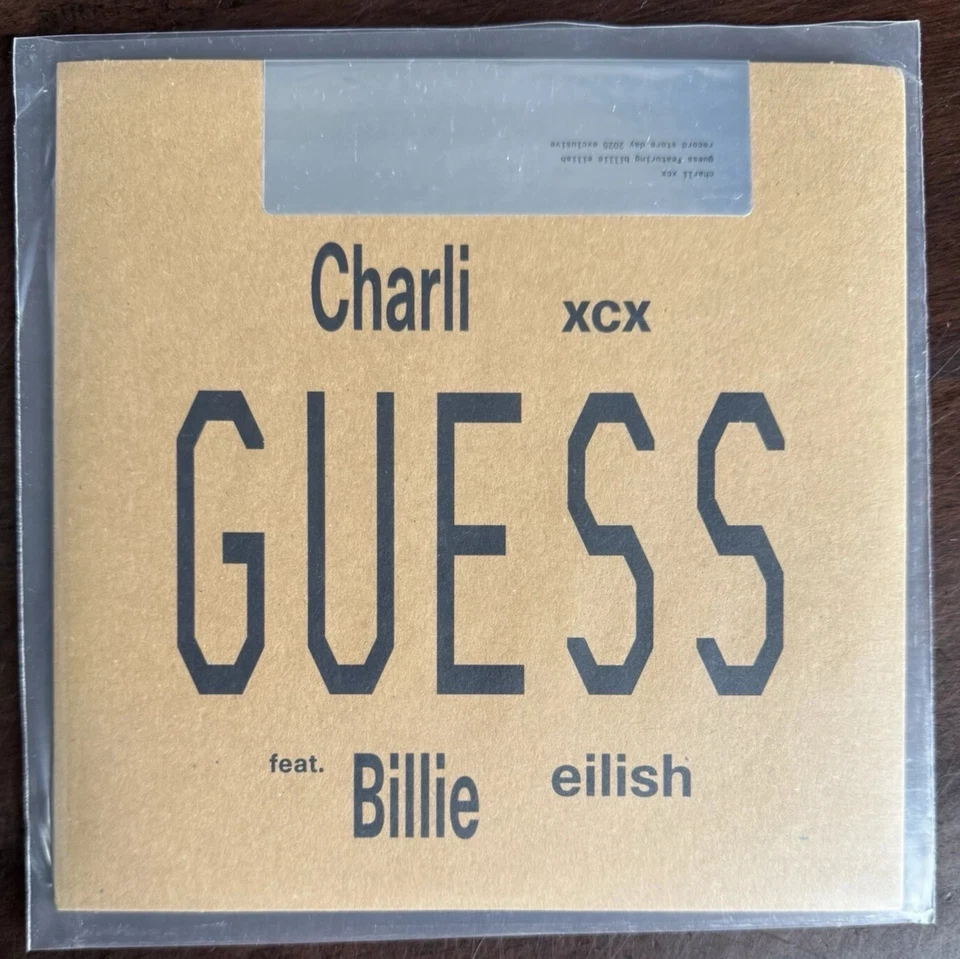 charli xcx
guess featuring billie eilish
record store day 2025 exclusive
Charli xcx
GUESS
feat. Billie eilish